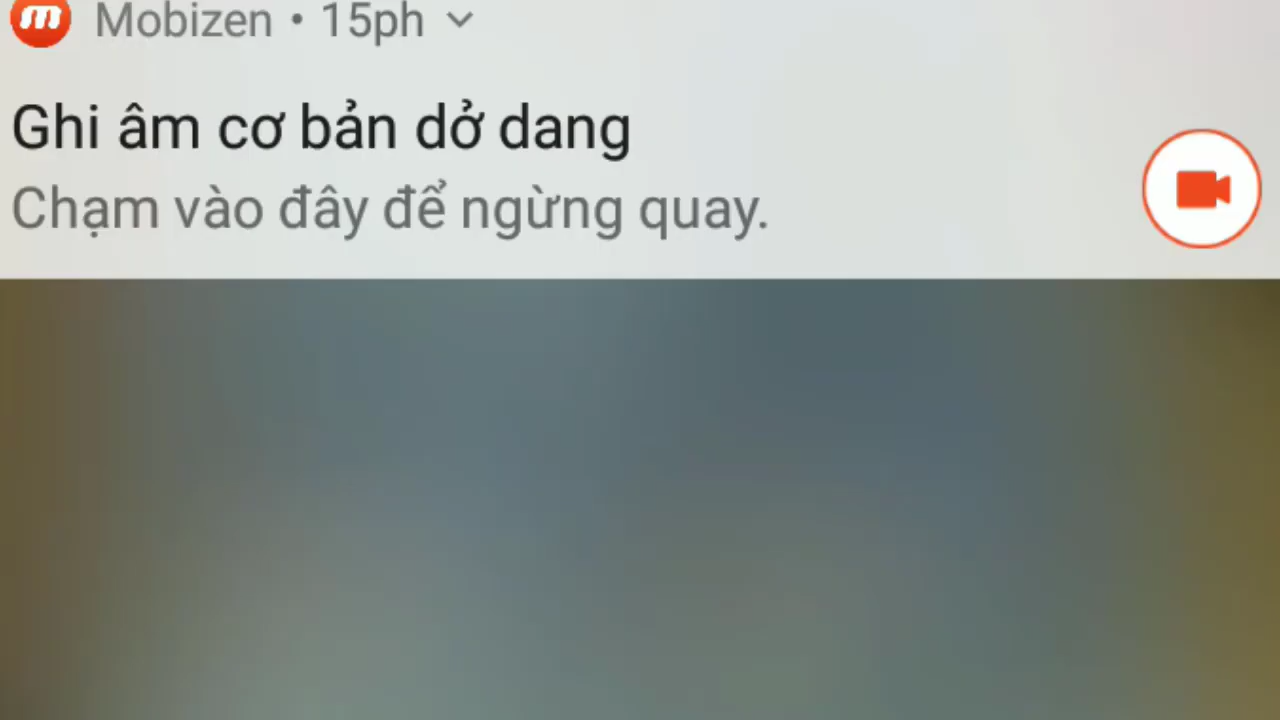 Mobizen • 15ph
Ghi âm cơ bản dở dang
Chạm vào đây để ngừng quay.